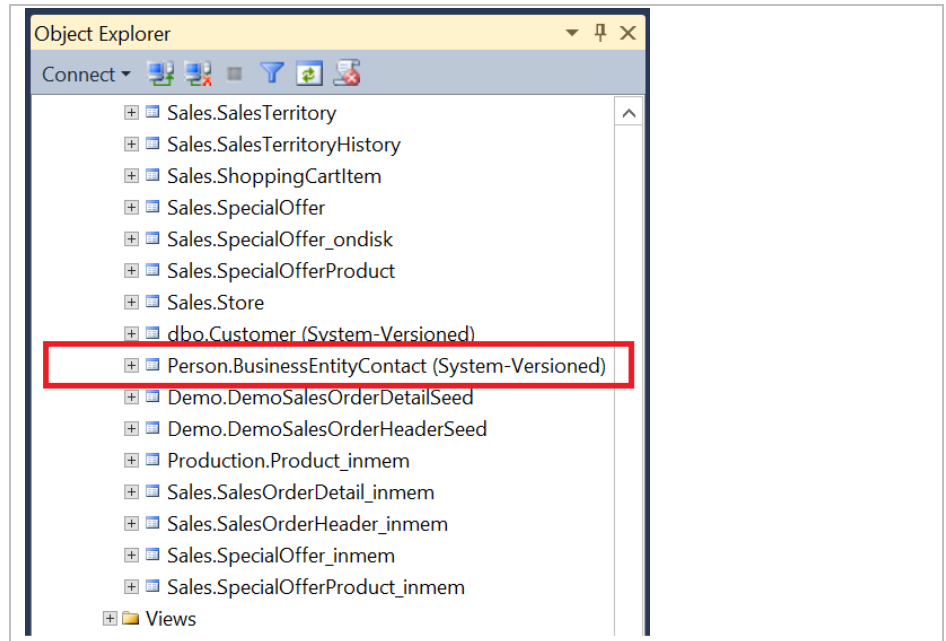 Object Explorer
Connect
Sales.SalesTerritory
Sales.SalesTerritoryHistory
Sales.ShoppingCartItem
Sales.SpecialOffer
Sales.SpecialOffer_ondisk
Sales.SpecialOfferProduct
Sales.Store
dbo.Customer (System-Versioned)
Person.BusinessEntityContact (System-Versioned)
Demo.DemoSalesOrderDetailSeed
Demo.DemoSalesOrderHeaderSeed
Production.Product_inmem
Sales.SalesOrderDetail_inmem
Sales.SalesOrderHeader_inmem
Sales.SpecialOffer_inmem
Sales.SpecialOfferProduct_inmem
Views